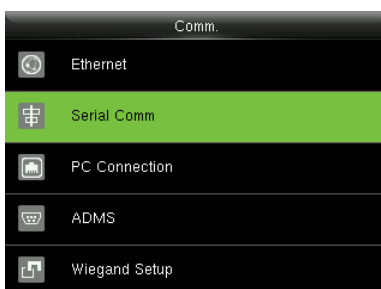 Comm.
Ethernet
Serial Comm
PC Connection
ADMS
Wiegand Setup